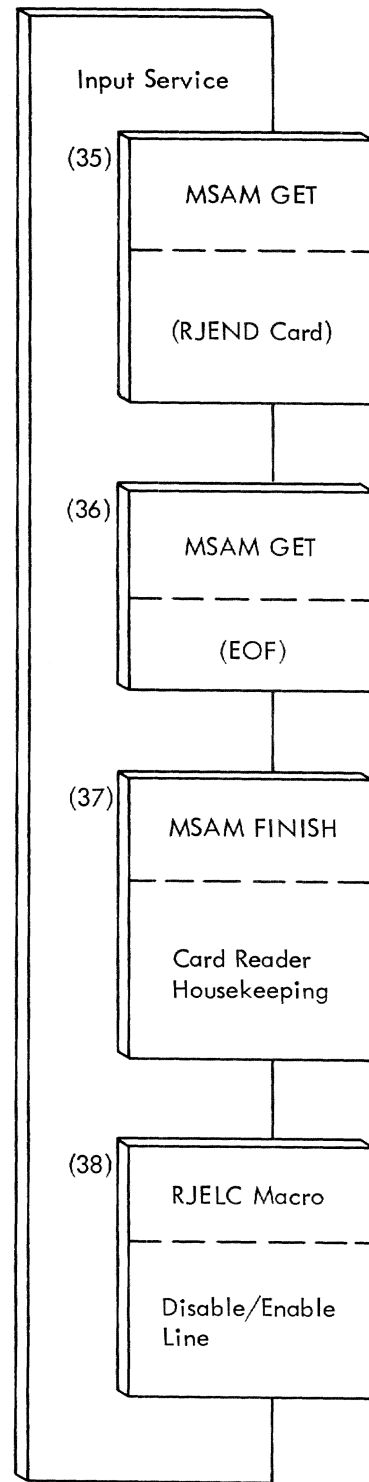 Input Service
(35)
MSAM GET
(RJEND Card)
(36)
MSAM GET
(EOF)
(37)
MSAM FINISH
Card Reader
Housekeeping
(38)
RJELC Macro
Disable/Enable
Line